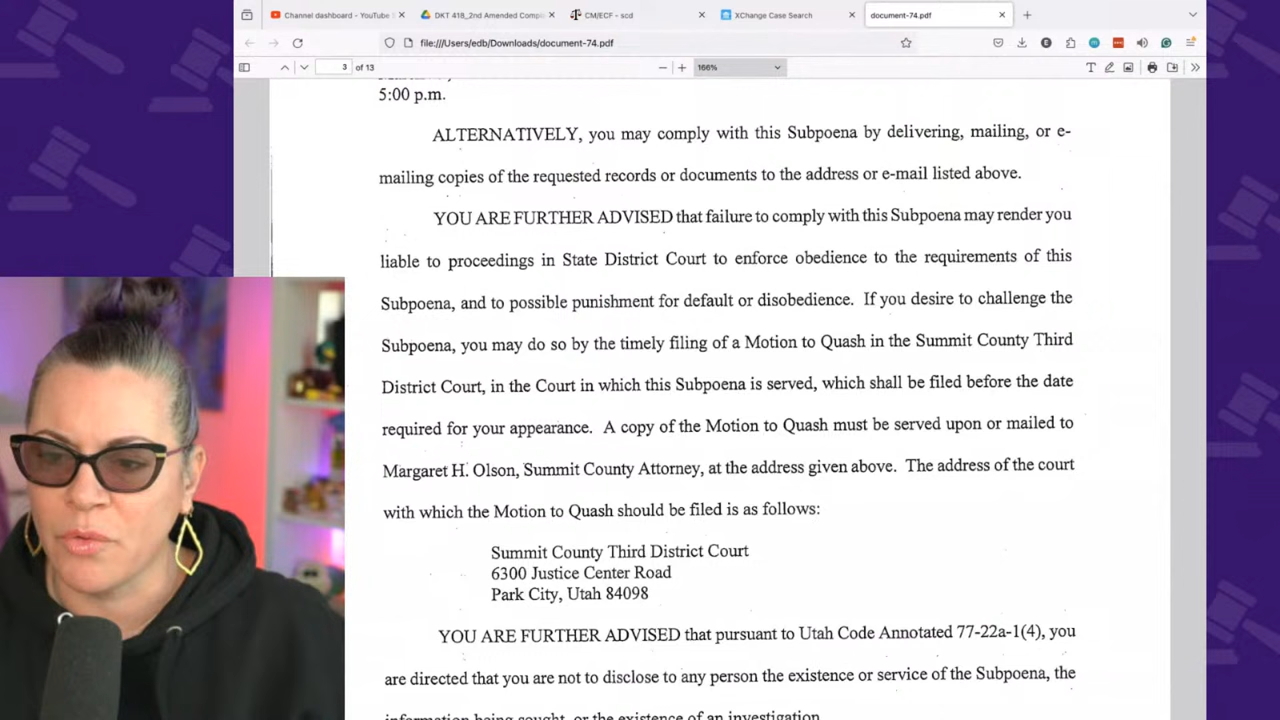 Channel dashboard - YouTube
DKT 418_2nd Amended Compl
CM/ECF - scd
XChange Case Search
document-74.pdf
file:///Users/edb/Downloads/document-74.pdf
3 of 13
166%
5:00 p.m.
ALTERNATIVELY, you may comply with this Subpoena by delivering, mailing, or e-
mailing copies of the requested records or documents to the address or e-mail listed above.
YOU ARE FURTHER ADVISED that failure to comply with this Subpoena may render you
liable to proceedings in State District Court to enforce obedience to the requirements of this
Subpoena, and to possible punishment for default or disobedience. If you desire to challenge the
Subpoena, you may do so by the timely filing of a Motion to Quash in the Summit County Third
District Court, in the Court in which this Subpoena is served, which shall be filed before the date
required for your appearance. A copy of the Motion to Quash must be served upon or mailed to
Margaret H. Olson, Summit County Attorney, at the address given above. The address of the court
with which the Motion to Quash should be filed is as follows:
Summit County Third District Court
6300 Justice Center Road
Park City, Utah 84098
YOU ARE FURTHER ADVISED that pursuant to Utah Code Annotated 77-22a-1(4), you
are directed that you are not to disclose to any person the existence or service of the Subpoena, the
information being sought, or the existence of an investigation